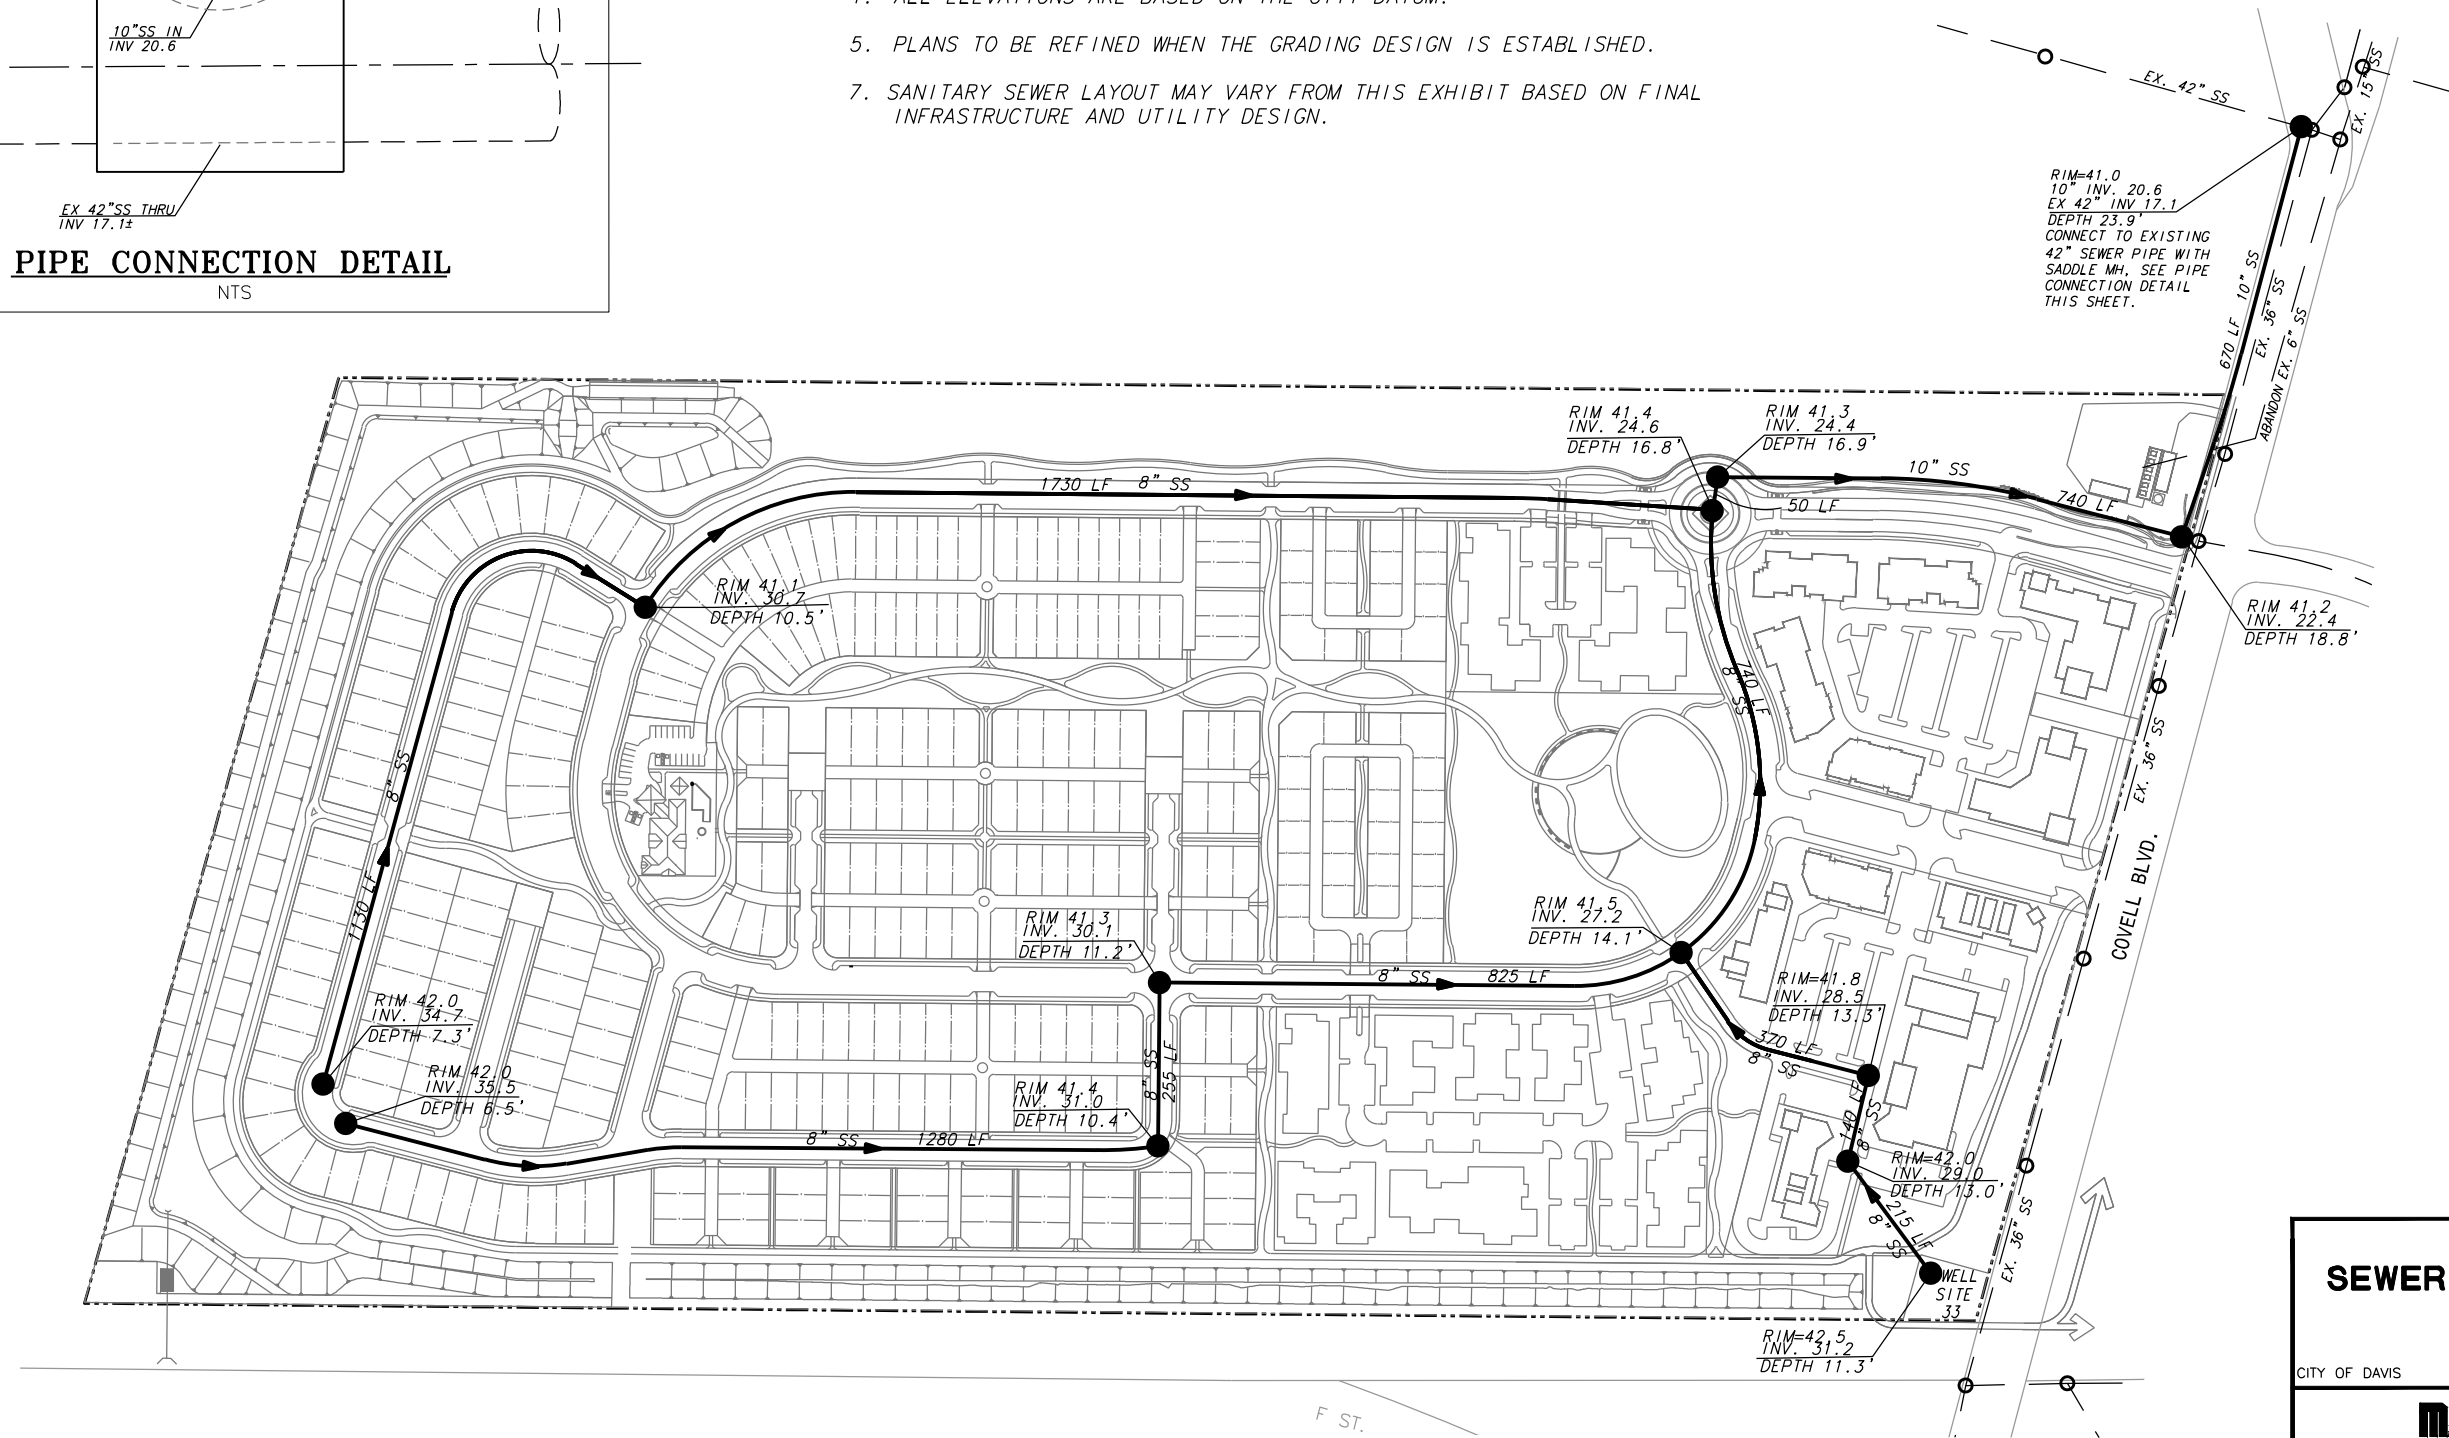 10"SS IN
INV 20.6
EX 42"SS THRU
INV 17.1±
PIPE CONNECTION DETAIL
NTS
4. ALL ELEVATIONS ARE BASED ON THE CITY DATUM.
5. PLANS TO BE REFINED WHEN THE GRADING DESIGN IS ESTABLISHED.
7. SANITARY SEWER LAYOUT MAY VARY FROM THIS EXHIBIT BASED ON FINAL
INFRASTRUCTURE AND UTILITY DESIGN.
EX. 42" SS
EX. 15" SS
RIM=41.0
10" INV. 20.6
EX 42" INV 17.1
DEPTH 23.9'
CONNECT TO EXISTING
42" SEWER PIPE WITH
SADDLE MH, SEE PIPE
CONNECTION DETAIL
THIS SHEET.
670 LF 10" SS
EX. 36" SS
ABANDON EX. 6" SS
RIM 41.4
INV. 24.6
DEPTH 16.8'
RIM 41.3
INV. 24.4
DEPTH 16.9'
10" SS
740 LF
50 LF
1730 LF 8" SS
RIM 41.1
INV. 30.7
DEPTH 10.5'
RIM 41.2
INV. 22.4
DEPTH 18.8'
740 LF
8" SS
8" SS
1130 LF
EX. 36" SS
COVELL BLVD.
RIM 41.3
INV. 30.1
DEPTH 11.2'
RIM 41.5
INV. 27.2
DEPTH 14.1'
8" SS 825 LF
RIM=41.8
INV. 28.5
DEPTH 13.3'
370 LF
8" SS
RIM 42.0
INV. 34.7
DEPTH 7.3'
RIM 42.0
INV. 35.5
DEPTH 6.5'
8" SS
255 LF
RIM 41.4
INV. 31.0
DEPTH 10.4'
8" SS 1280 LF
140 LF
8" SS
RIM=42.0
INV. 29.0
DEPTH 13.0'
215 LF
8" SS
EX. 36" SS
WELL
SITE
33
RIM=42.5
INV. 31.2
DEPTH 11.3'
F ST.
SEWER
CITY OF DAVIS